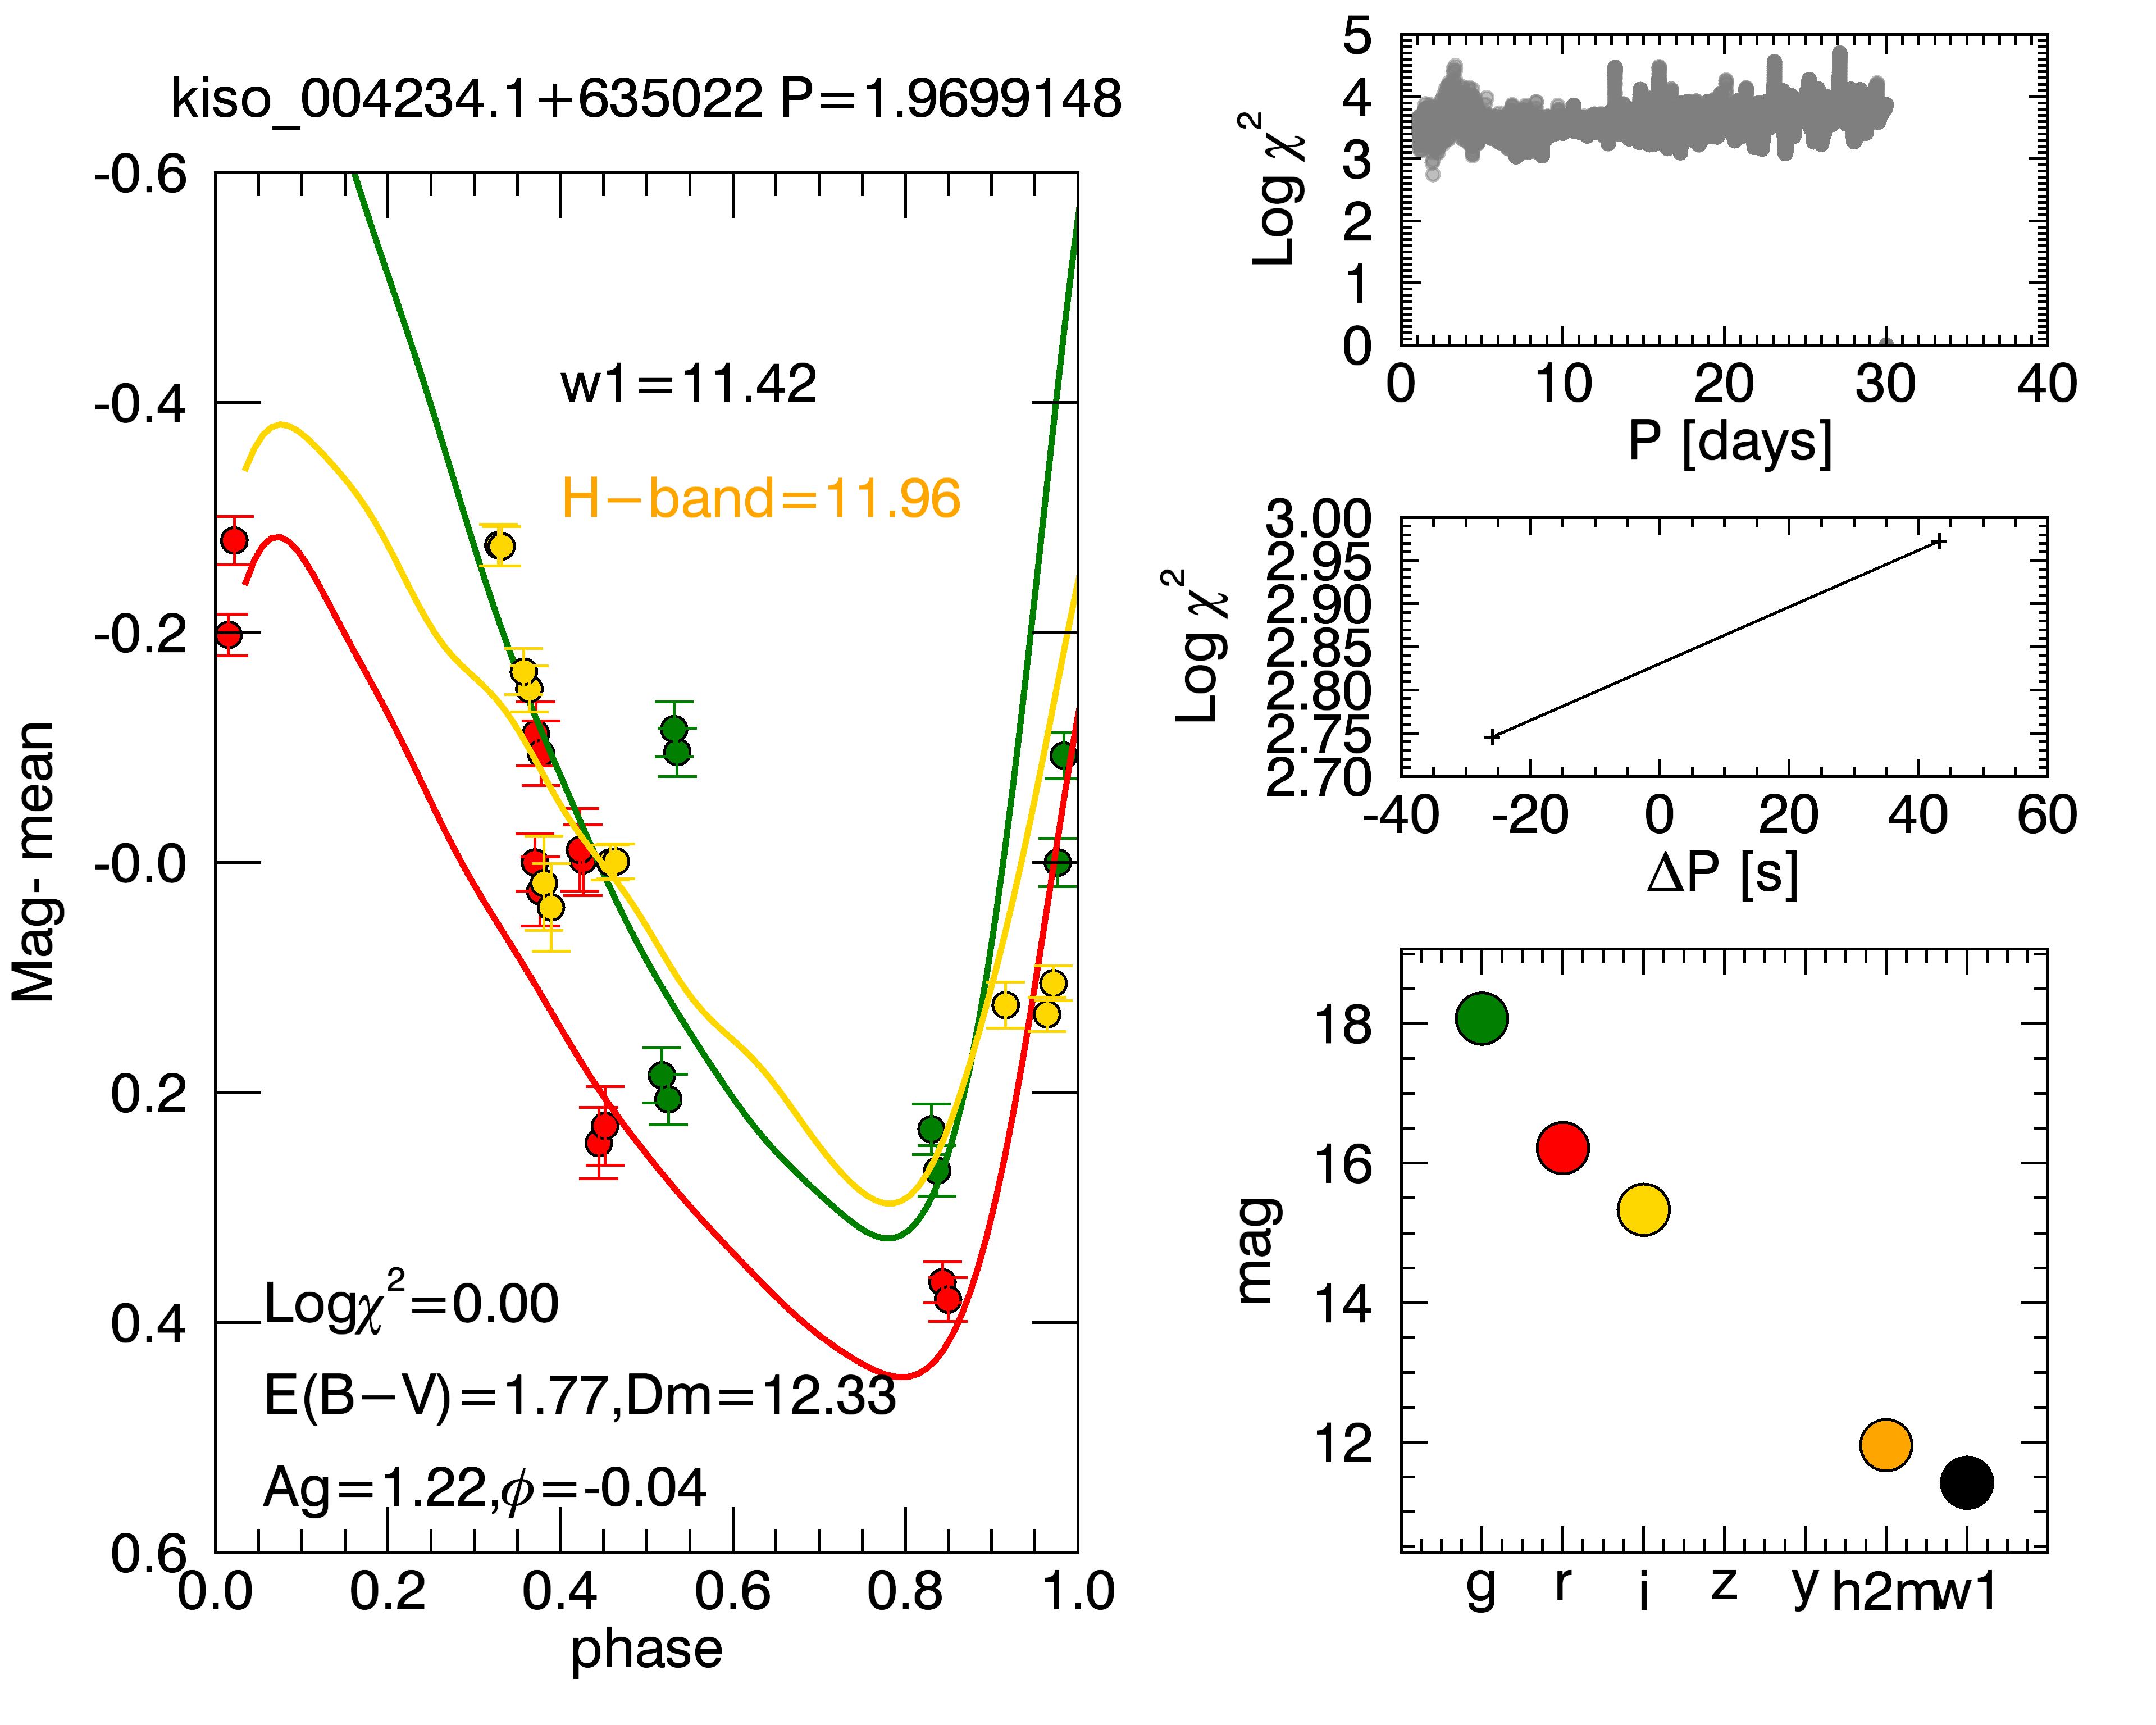 kiso_004234.1+635022 P=1.9699148
-0.6
-0.4
-0.2
-0.0
0.2
0.4
0.6
Mag- mean
w1=11.42
H-band=11.96
Logχ²=0.00
E(B-V)=1.77,Dm=12.33
Ag=1.22,ϕ=-0.04
0.0 0.2 0.4 0.6 0.8 1.0
phase
5
4
3
2
1
0
Log χ²
0 10 20 30 40
P [days]
3.00
2.95
2.90
2.85
2.80
2.75
2.70
Log χ²
-40 -20 0 20 40 60
ΔP [s]
18
16
14
12
mag
g r i z y h2mw1